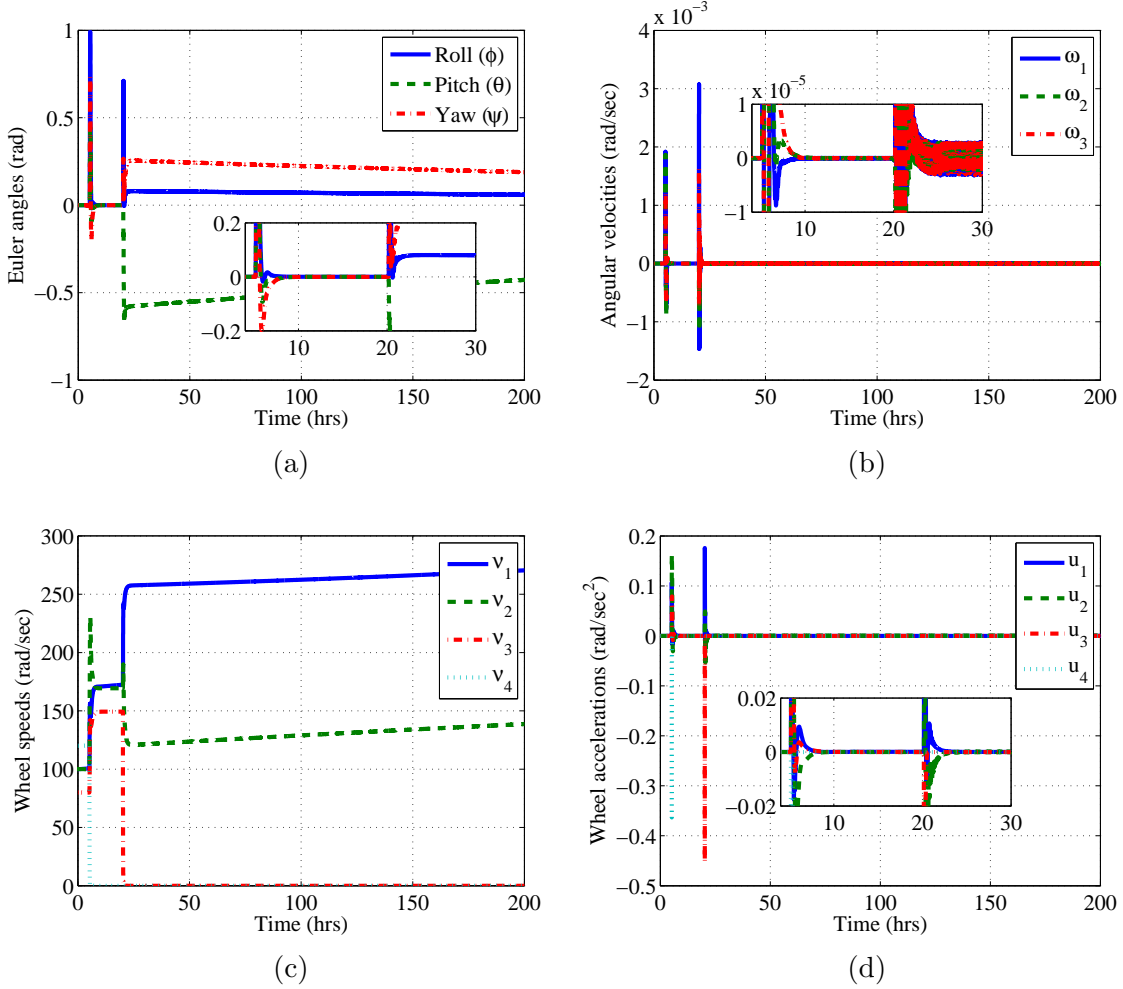 1
0.5
0
−0.5
−1
0 50 100 150 200
Time (hrs)
Euler angles (rad)
Roll (ϕ)
Pitch (θ)
Yaw (ψ)
0.2
0
−0.2
10 20 30
(a)
x 10⁻³
4
3
2
1
0
−1
−2
0 50 100 150 200
Time (hrs)
Angular velocities (rad/sec)
ω₁
ω₂
ω₃
x 10⁻⁵
1
0
−1
10 20 30
(b)
300
250
200
150
100
50
0
0 50 100 150 200
Time (hrs)
Wheel speeds (rad/sec)
ν₁
ν₂
ν₃
ν₄
(c)
0.2
0.1
0
−0.1
−0.2
−0.3
−0.4
−0.5
0 50 100 150 200
Time (hrs)
Wheel accelerations (rad/sec²)
u₁
u₂
u₃
u₄
0.02
0
−0.02
10 20 30
(d)